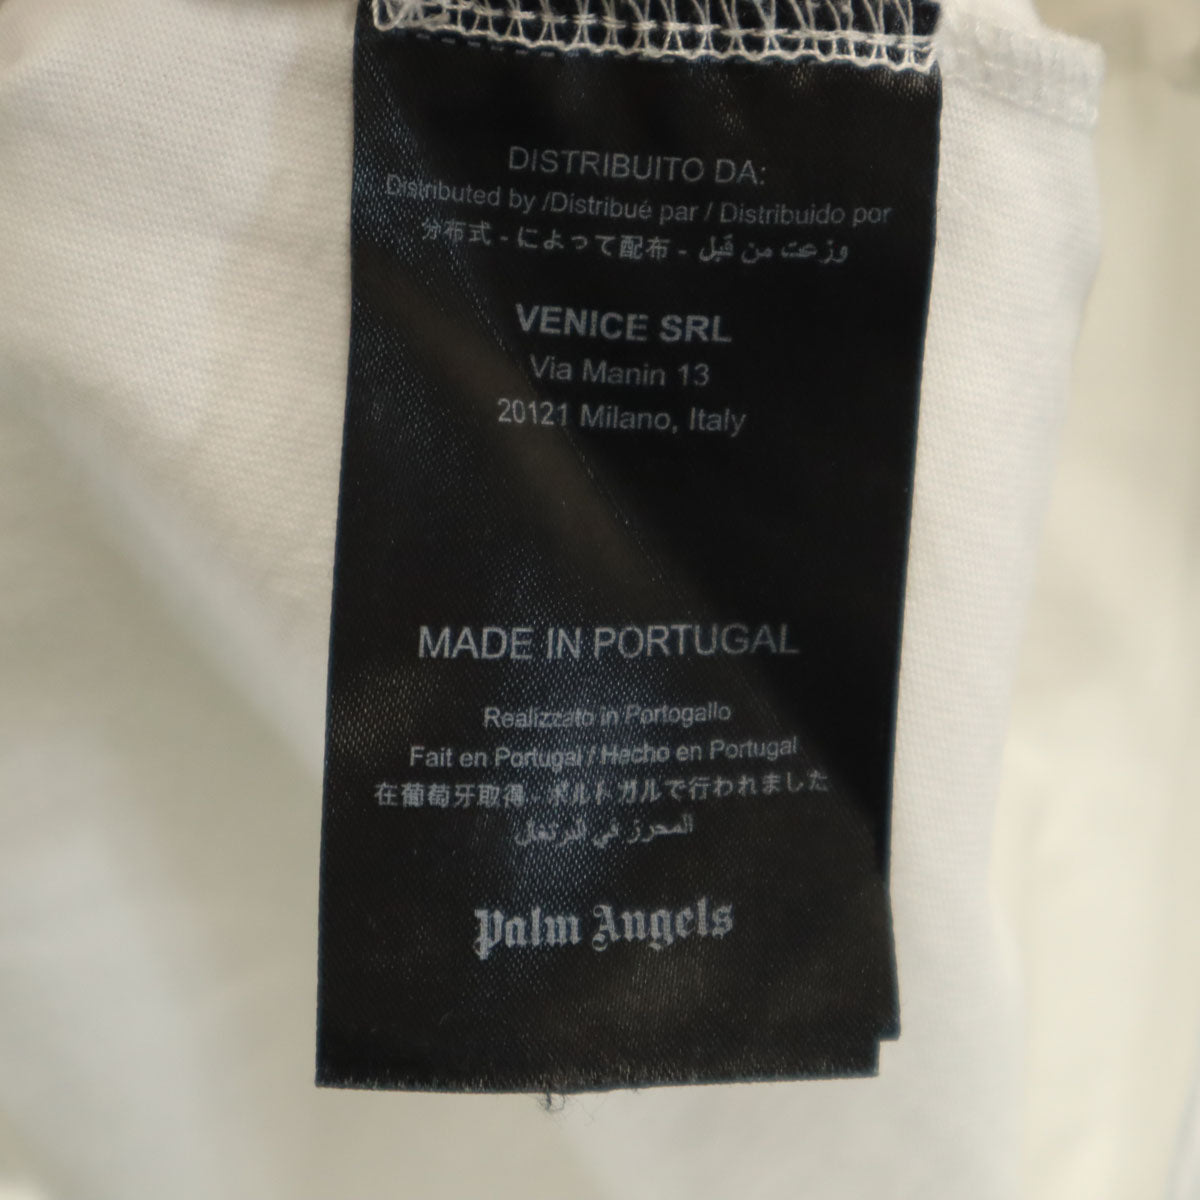 DISTRIBUITO DA:
Distributed by /Distribué par / Distribuido por
分布式 - によって配布 - وزعت من قبل
VENICE SRL
Via Manin 13
20121 Milano, Italy
MADE IN PORTUGAL
Realizzato in Portogallo
Fait en Portugal / Hecho en Portugal
在葡萄牙取得 - ポルトガルで行われました
المحرز في البرتغال
Palm Angels